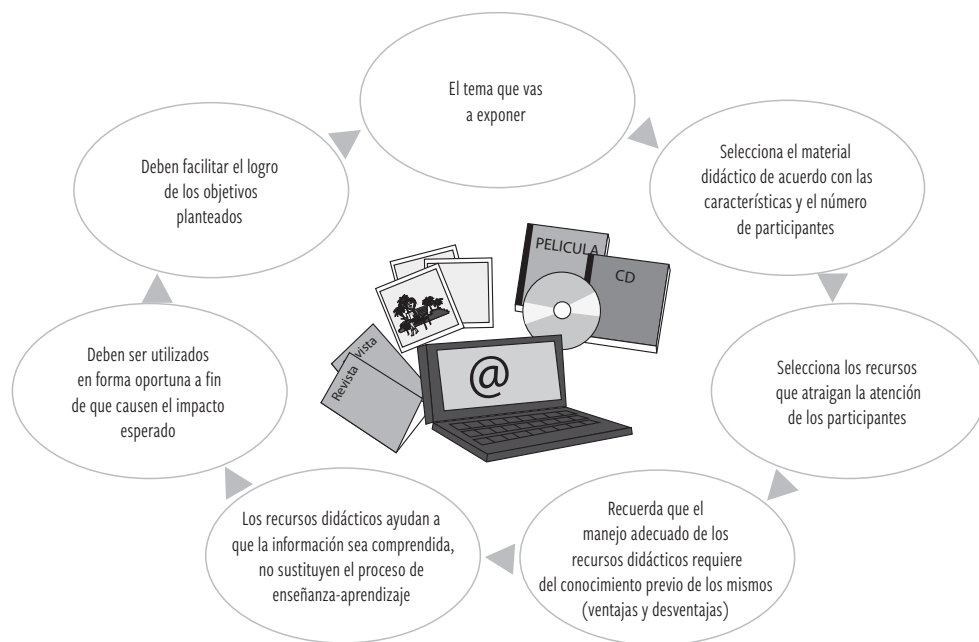 El tema que vas
a exponer
Selecciona el material
didáctico de acuerdo con las
características y el número
de participantes
Selecciona los recursos
que atraigan la atención
de los participantes
Recuerda que el
manejo adecuado de los
recursos didácticos requiere
del conocimiento previo de los mismos
(ventajas y desventajas)
Los recursos didácticos ayudan a
que la información sea comprendida,
no sustituyen el proceso de
enseñanza-aprendizaje
Deben ser utilizados
en forma oportuna a fin
de que causen el impacto
esperado
Deben facilitar el logro
de los objetivos
planteados
PELICULA
CD
Revista
vista
@